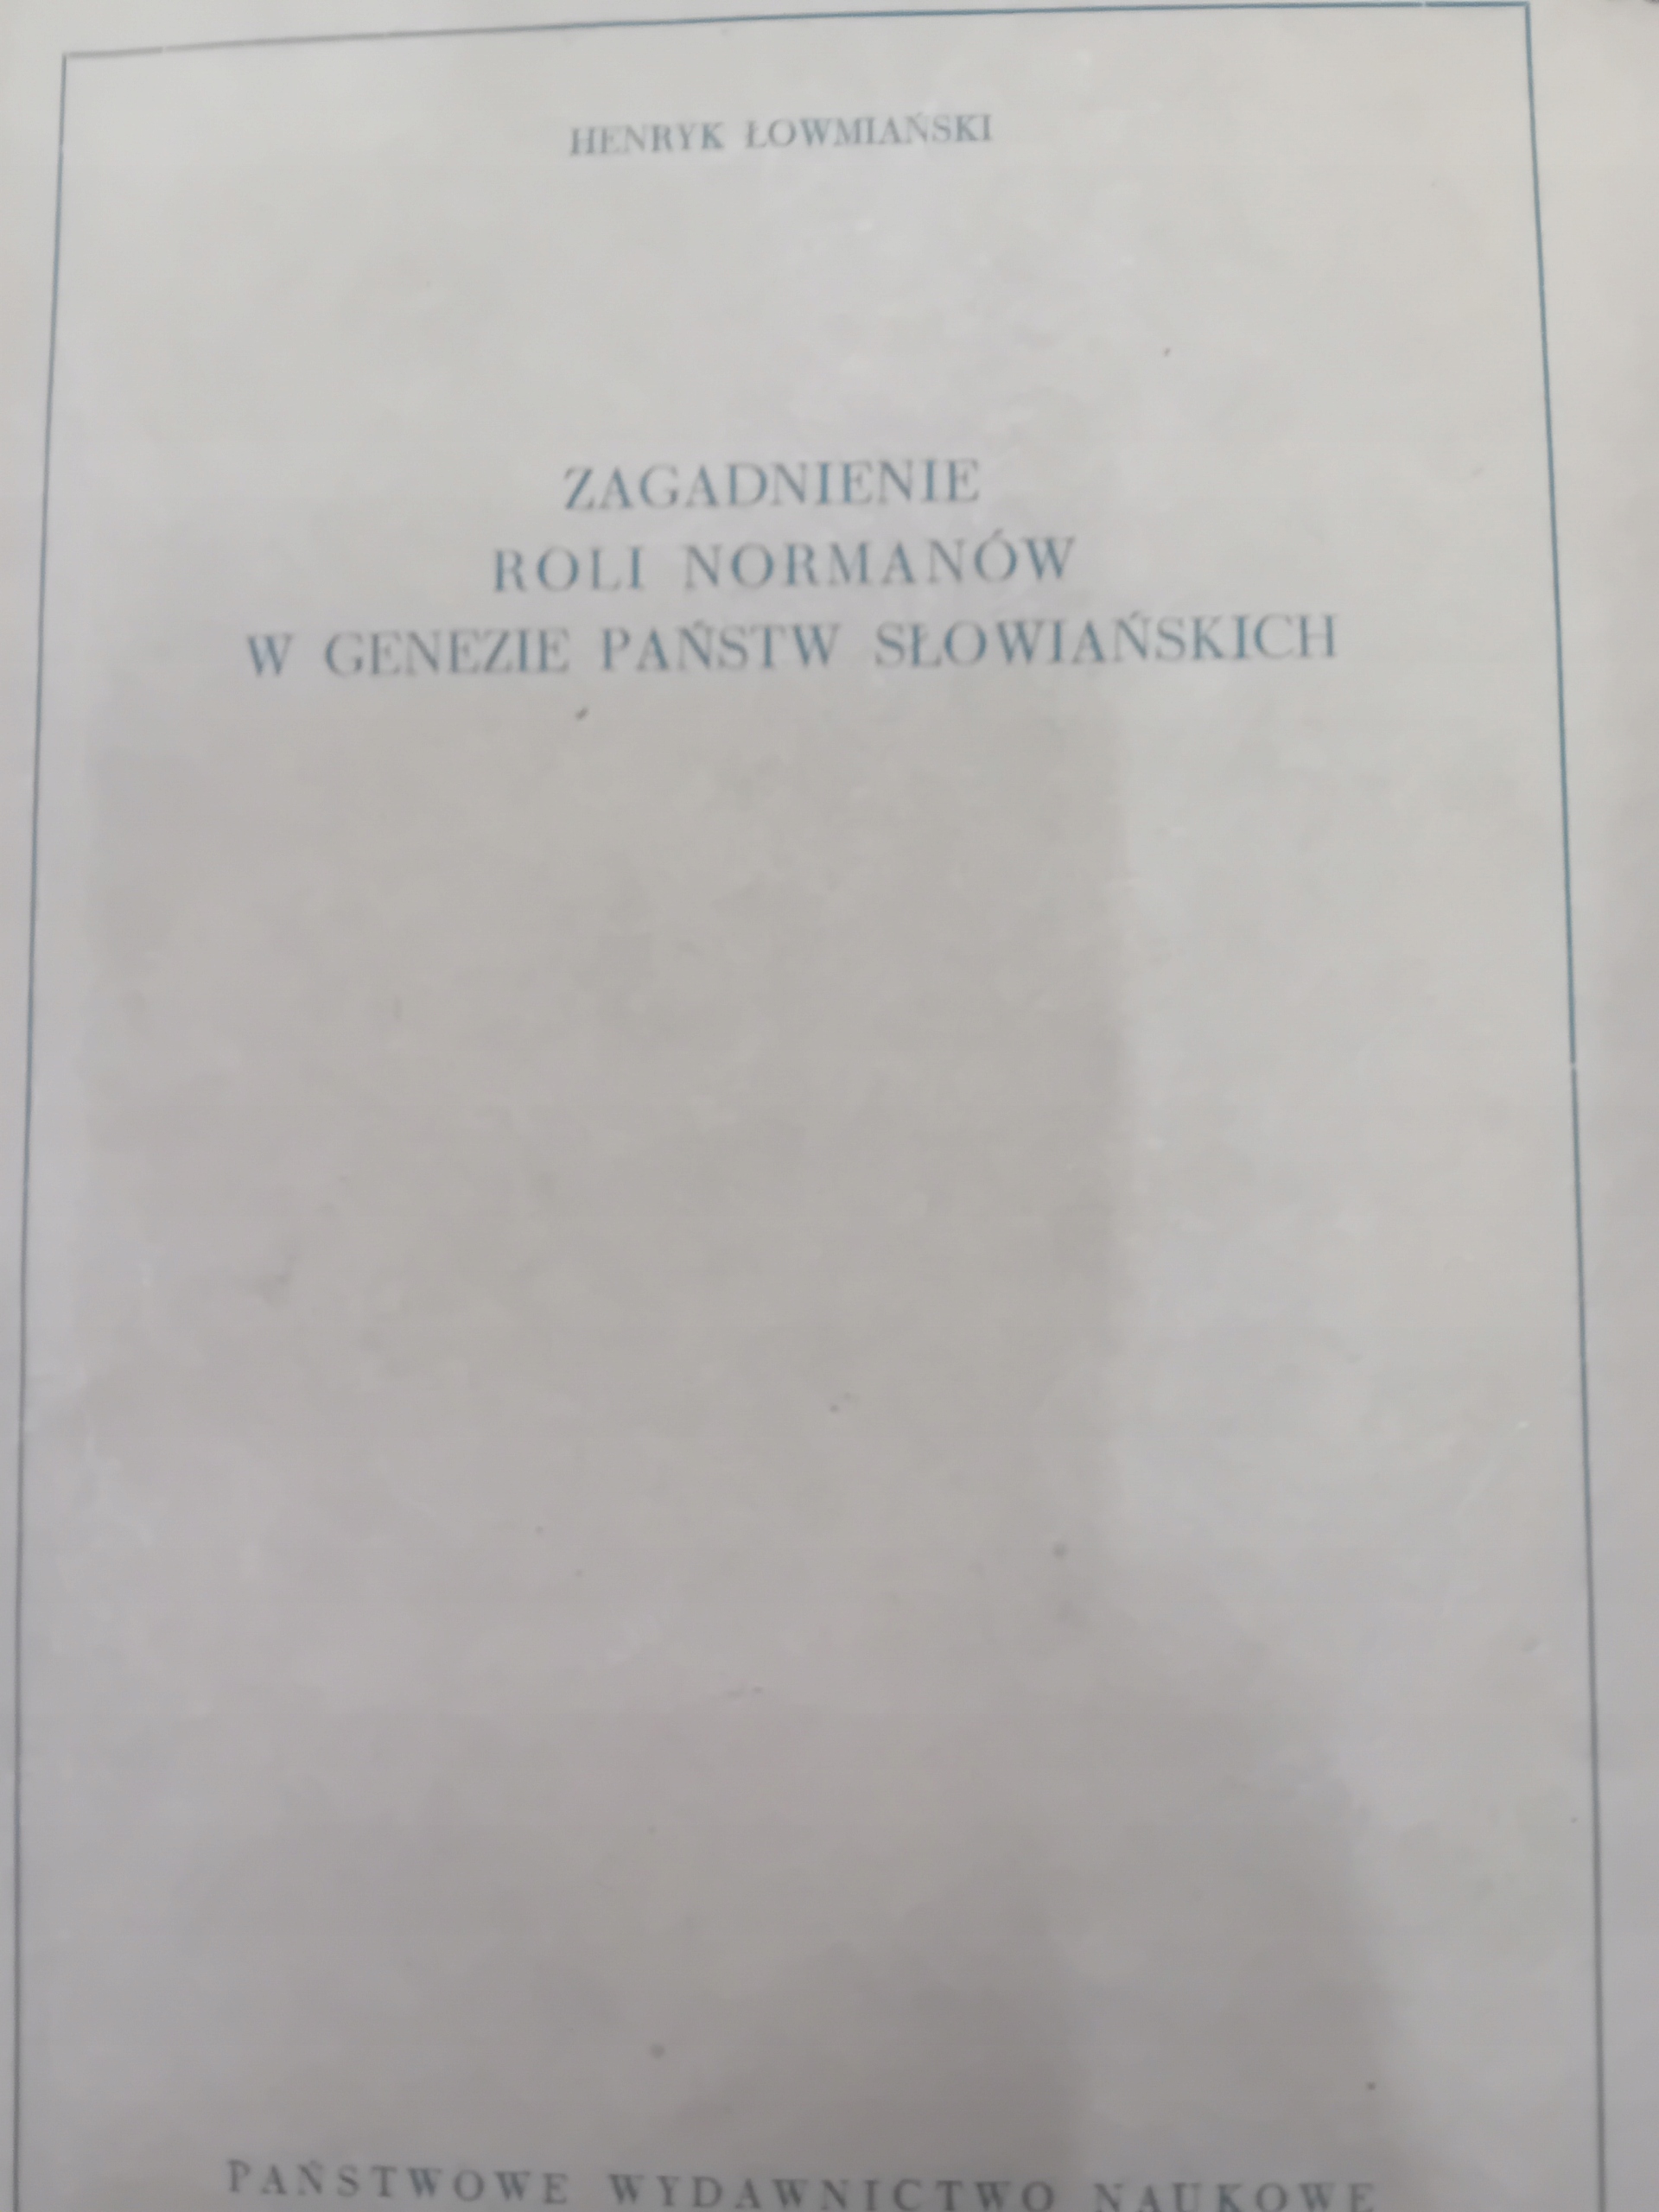 HENRYK ŁOWMIAŃSKI
ZAGADNIENIE
ROLI NORMANÓW
W GENEZIE PAŃSTW SŁOWIAŃSKICH
PAŃSTWOWE WYDAWNICTWO NAUKOWE